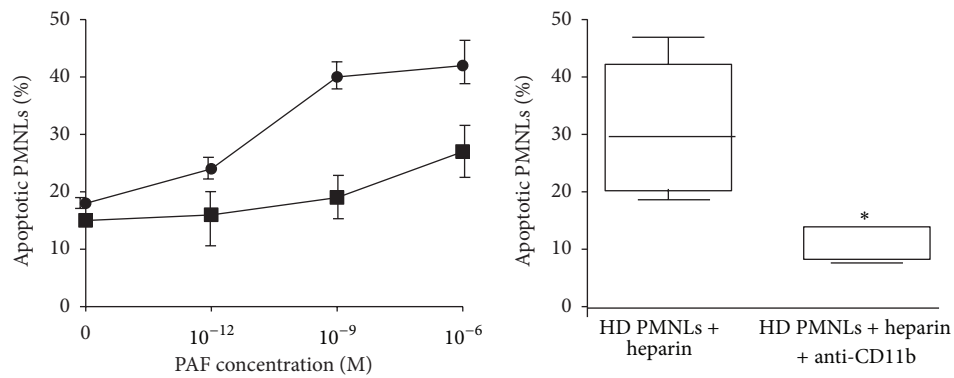 50
40
30
20
10
0
Apoptotic PMNLs (%)
0
10−12
10−9
10−6
PAF concentration (M)
50
40
30
20
10
0
Apoptotic PMNLs (%)
*
HD PMNLs +
heparin
HD PMNLs + heparin
+ anti-CD11b